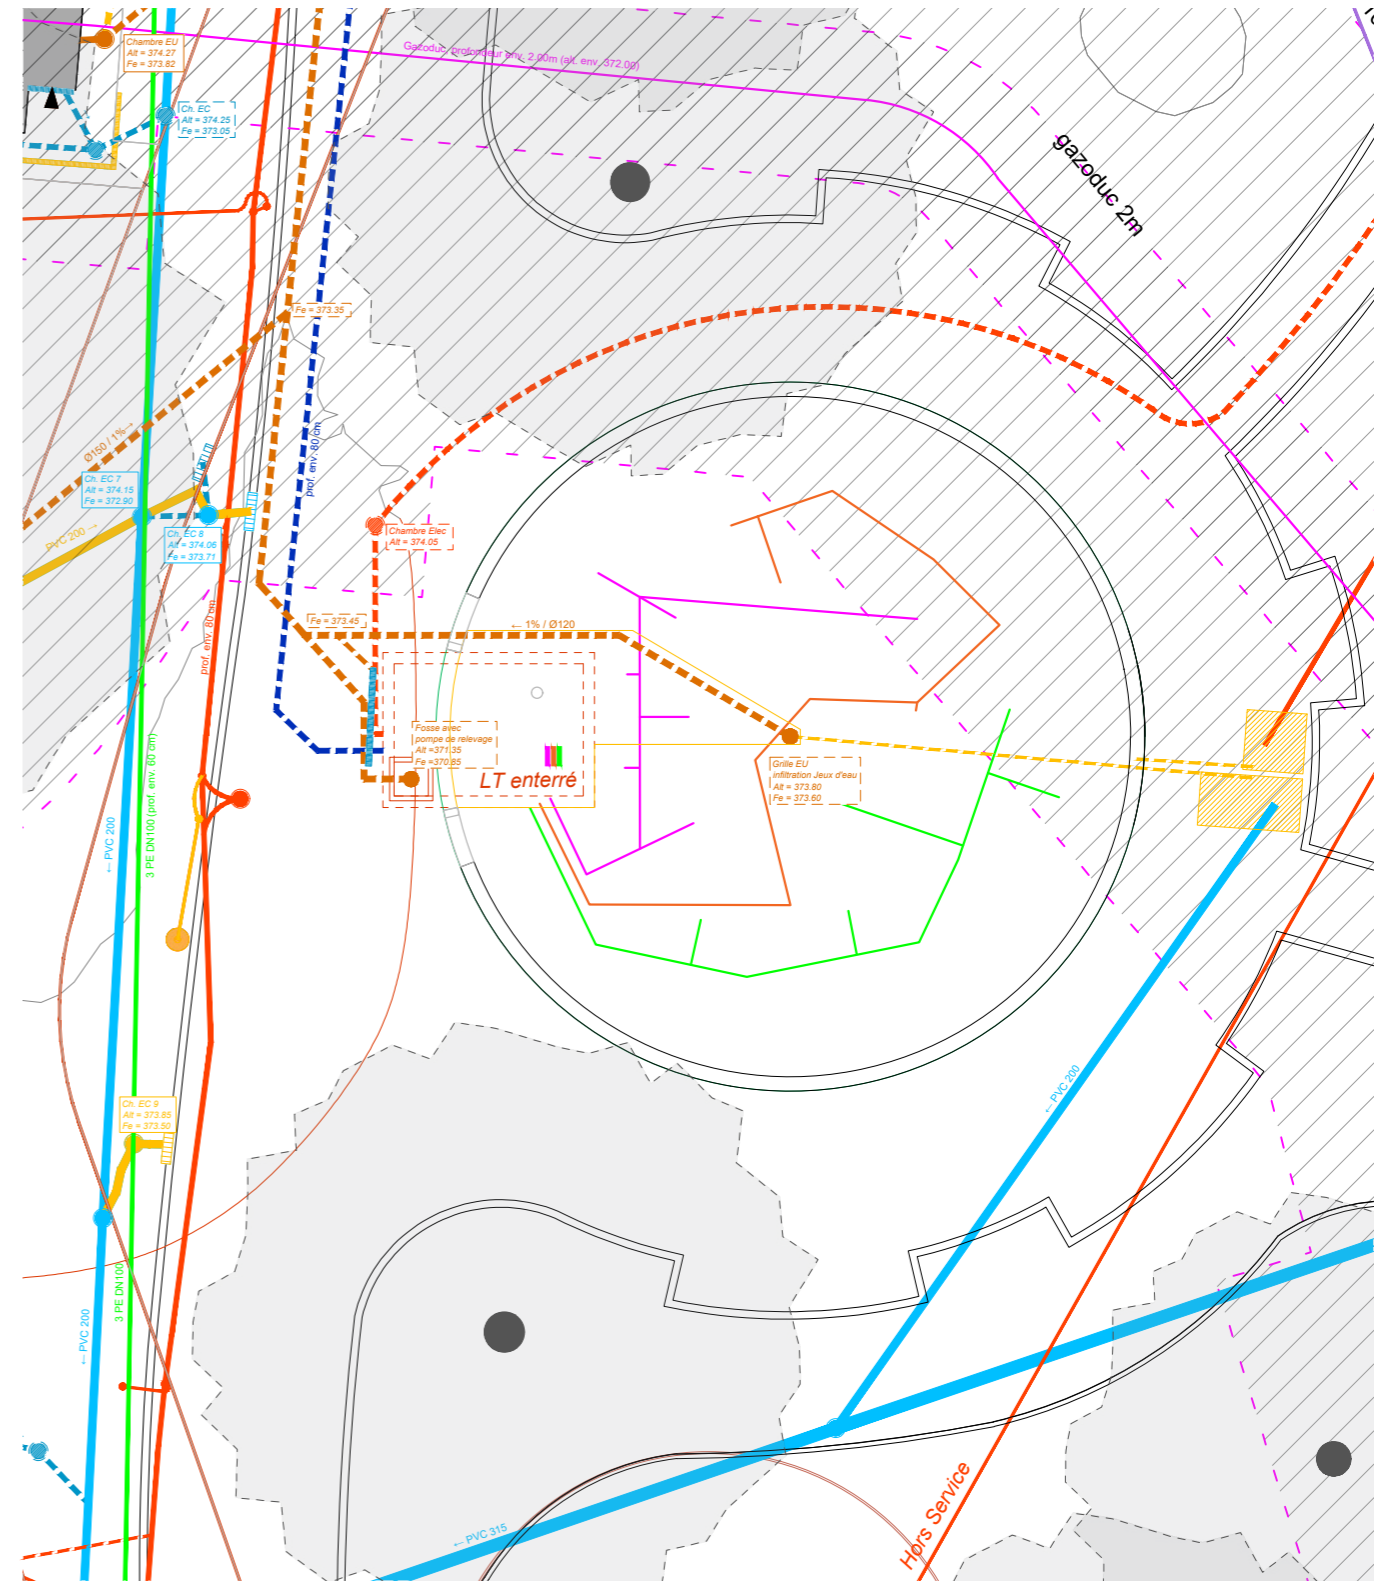 Chambre EU
Alt = 374.27
Fe = 373.82
Gazoduc, profondeur env. 2.00m (alt. env. 372.00)
Ch. EC
Alt = 374.25
Fe = 373.05
gazoduc 2m
Fe = 373.35
Ø150 / 1% →
prof. env. 80cm
Ch. EC 7
Alt = 374.15
Fe = 372.90
PVC 200 →
Ch. EC 8
Alt = 374.06
Fe = 373.71
Chambre Elec
Alt = 374.05
prof. env. 80cm
Fe = 373.45
← 1% / Ø120
Fosse avec
pompe de relevage
Alt =371.35
Fe =370.85
LT enterré
Grille EU
infiltration Jeux d'eau
Alt = 373.80
Fe = 373.60
← PVC 200
3 PE DN100 (prof. env. 60 cm)
Ch. EC 9
Alt = 373.85
Fe = 373.50
← PVC 200
3 PE DN100
← PVC 200
← PVC 315
Hors Service